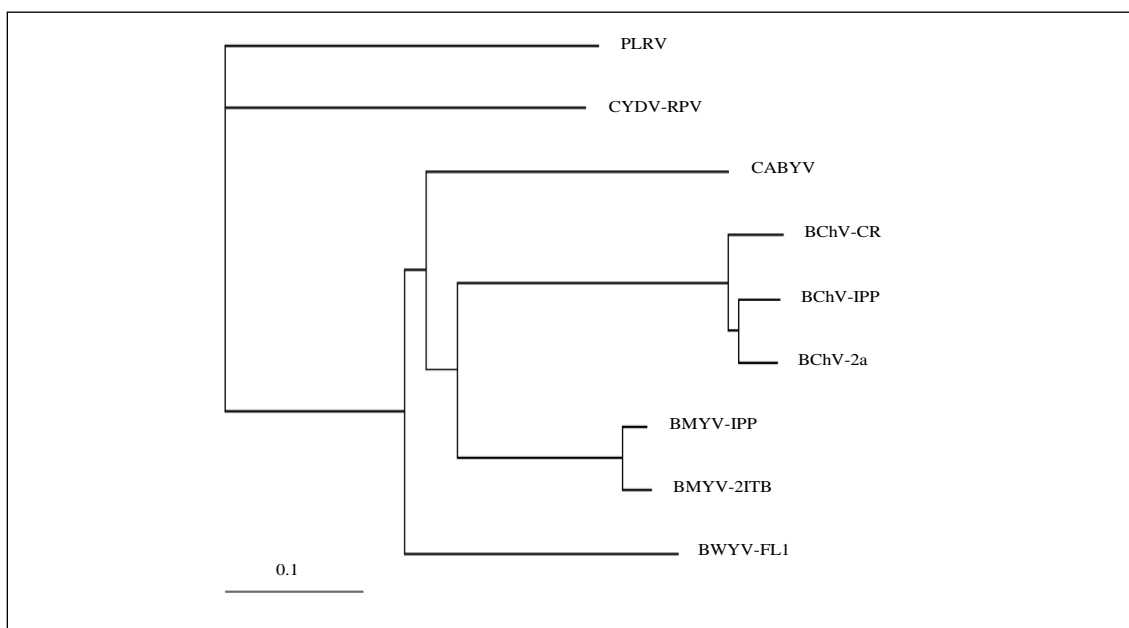 PLRV
CYDV-RPV
CABYV
BChV-CR
BChV-IPP
BChV-2a
BMYV-IPP
BMYV-2ITB
BWYV-FL1
0.1